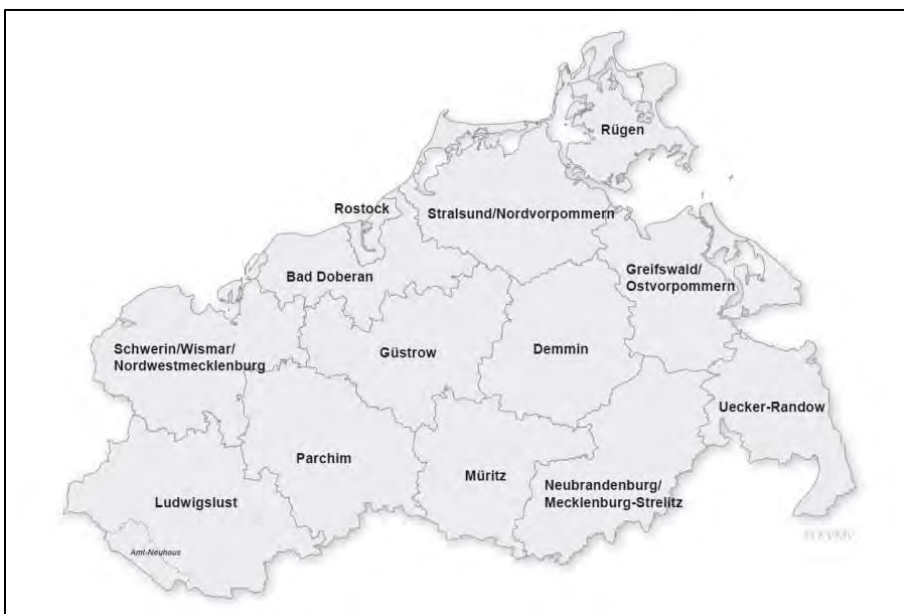 Rügen
Rostock
Stralsund/Nordvorpommern
Bad Doberan
Greifswald/
Ostvorpommern
Schwerin/Wismar/
Nordwestmecklenburg
Güstrow
Demmin
Uecker-Randow
Parchim
Müritz
Neubrandenburg/
Mecklenburg-Strelitz
Ludwigslust
Amt-Neuhaus